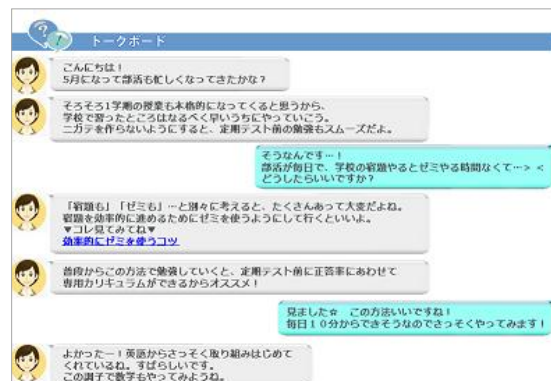 トークボード
こんにちは！
5月になって部活も忙しくなってきたかな？
そろそろ1学期の授業も本格的になってくると思うから、
学校で習ったところはなるべく早いうちにやっていこう。
ニガテを作らないようにすると、定期テスト前の勉強もスムーズだよ。
そうなんです…！
部活が毎日で、学校の宿題やるとゼミやる時間なくて…＞ ＜
どうしたらいいですか？
「宿題も」「ゼミも」…と別々に考えると、たくさんあって大変だよね。
宿題を効率的に進めるためにゼミを使うようにして行くといいよ。
▼コレ見てみてね▼
効率的にゼミを使うコツ
普段からこの方法で勉強していくと、定期テスト前に正答率にあわせて
専用カリキュラムができるからオススメ！
見ました☆　この方法いいですね！
毎日１０分からできそうなのでさっそくやってみます！
よかったー！英語からさっそく取り組みはじめて
くれているね。すばらしいです。
この調子で数学もやってみようね。